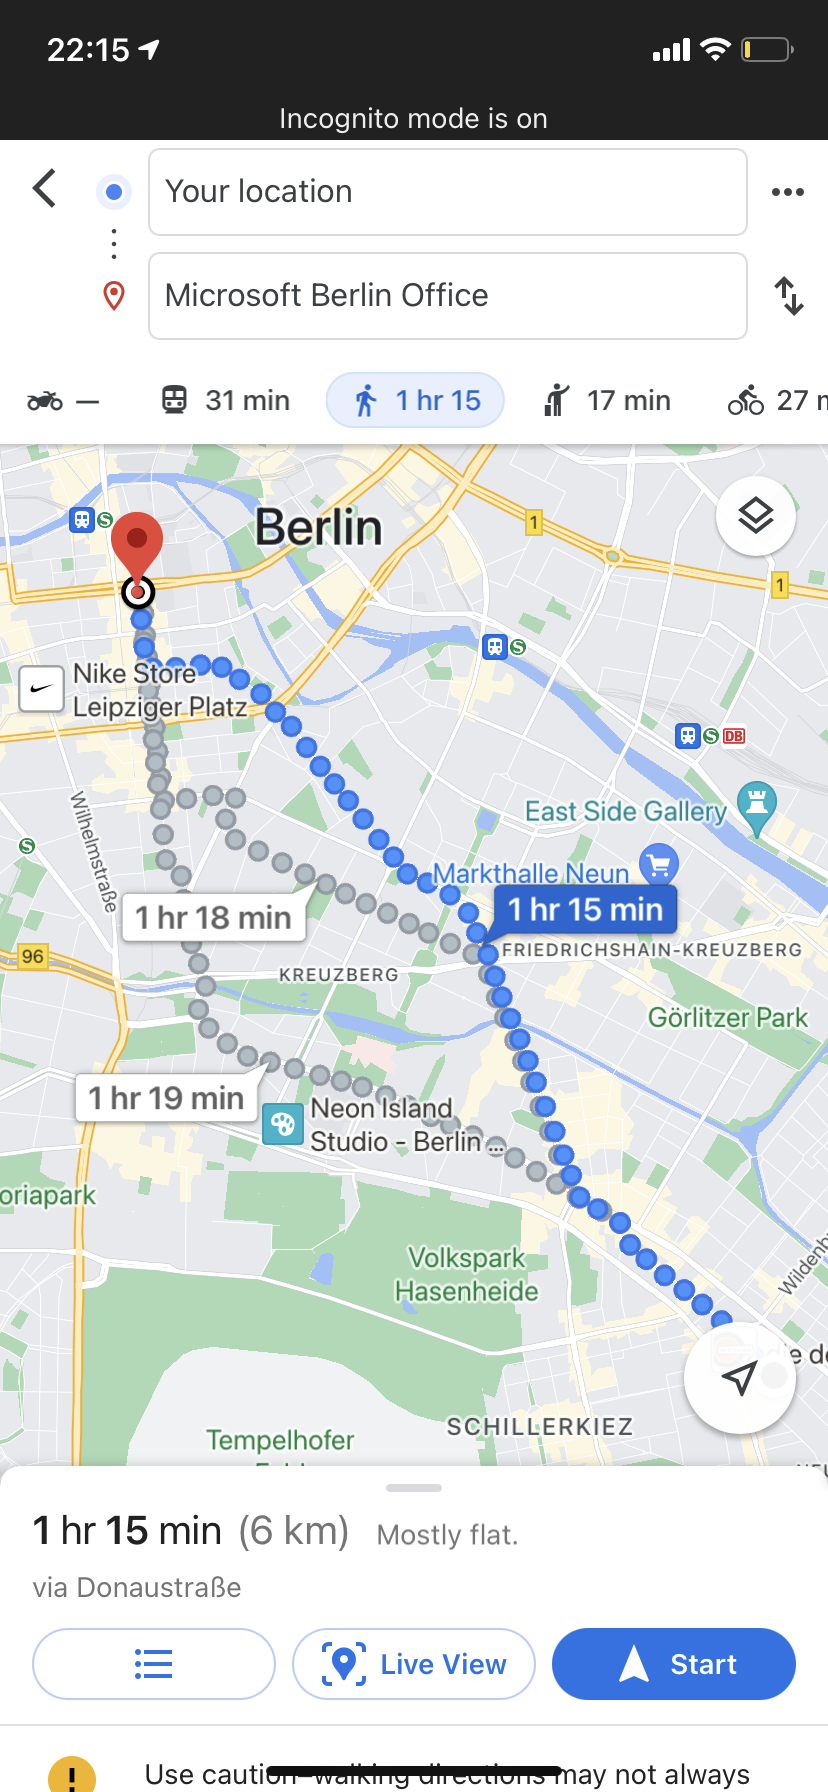 22:15
Incognito mode is on
Your location
Microsoft Berlin Office
—
31 min
1 hr 15
17 min
27 m
Berlin
1
1
Nike Store
Leipziger Platz
DB
East Side Gallery
Wilhelmstraße
Markthalle Neun
1 hr 15 min
1 hr 18 min
FRIEDRICHSHAIN-KREUZBERG
96
KREUZBERG
Görlitzer Park
1 hr 19 min
Neon Island
Studio - Berlin ...
oriapark
Volkspark
Hasenheide
Wildenb
SCHILLERKIEZ
Tempelhofer
1 hr 15 min (6 km) Mostly flat.
via Donaustraße
Live View
Start
Use caution–walking directions may not always